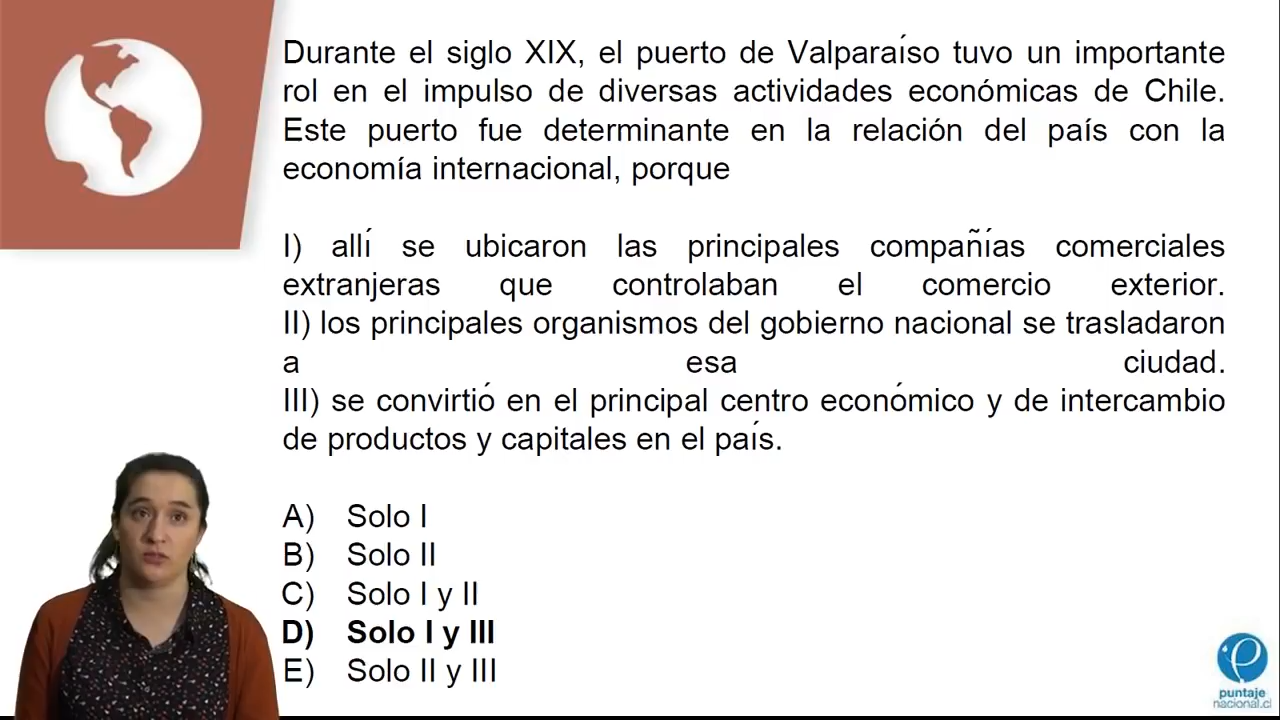 Durante el siglo XIX, el puerto de Valparaíso tuvo un importante
rol en el impulso de diversas actividades económicas de Chile.
Este puerto fue determinante en la relación del país con la
economía internacional, porque
I) allí se ubicaron las principales compañías comerciales
extranjeras que controlaban el comercio exterior.
II) los principales organismos del gobierno nacional se trasladaron
a esa ciudad.
III) se convirtió en el principal centro económico y de intercambio
de productos y capitales en el país.
A) Solo I
B) Solo II
C) Solo I y II
D) Solo I y III
E) Solo II y III
puntaje
nacional.cl